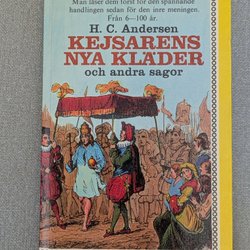 Man läser dem först för den spännande
handlingen sedan för den inre meningen.
Från 6—100 år.
H. C. Andersen
KEJSARENS
NYA KLÄDER
och andra sagor